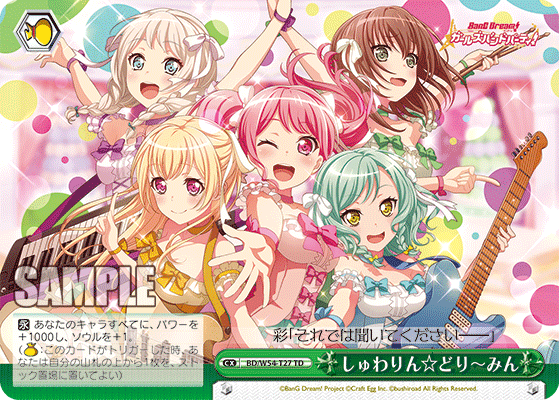 BanG Dream!
ガールズバンドパーティ!
SAMPLE
永 あなたのキャラすべてに、パワーを
+1000し、ソウルを+1。
( :このカードがトリガーした時、あ
なたは自分の山札の上から1枚を、ス
トック置場に置いてよい)
彩「それでは聞いてください――」
CX BD/W54-T27 TD しゅわりん☆どり~みん
©BanG Dream! Project ©Craft Egg Inc. ©bushiroad All Rights Reserved.